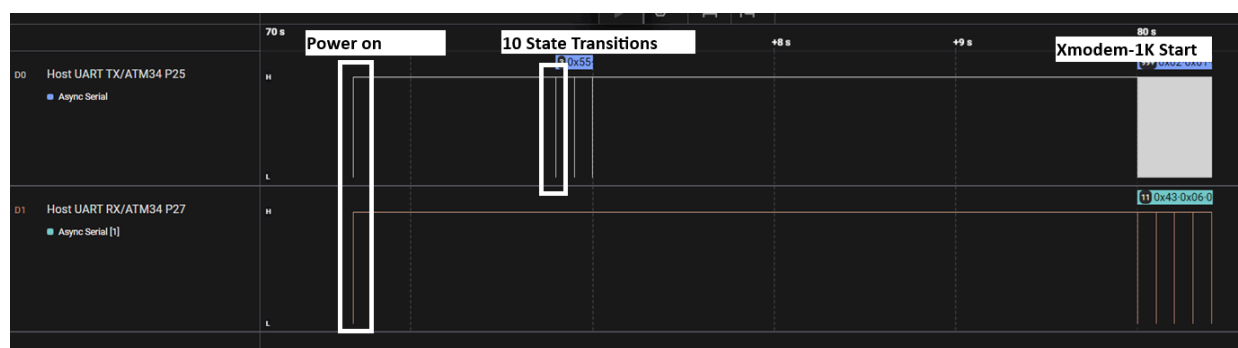 70 s
Power on
10 State Transitions
+8 s
+9 s
80 s
Xmodem-1K Start
D0 Host UART TX/ATM34 P25
Async Serial
H
L
0x55
D1 Host UART RX/ATM34 P27
Async Serial [1]
H
L
11 0x43 0x06 0